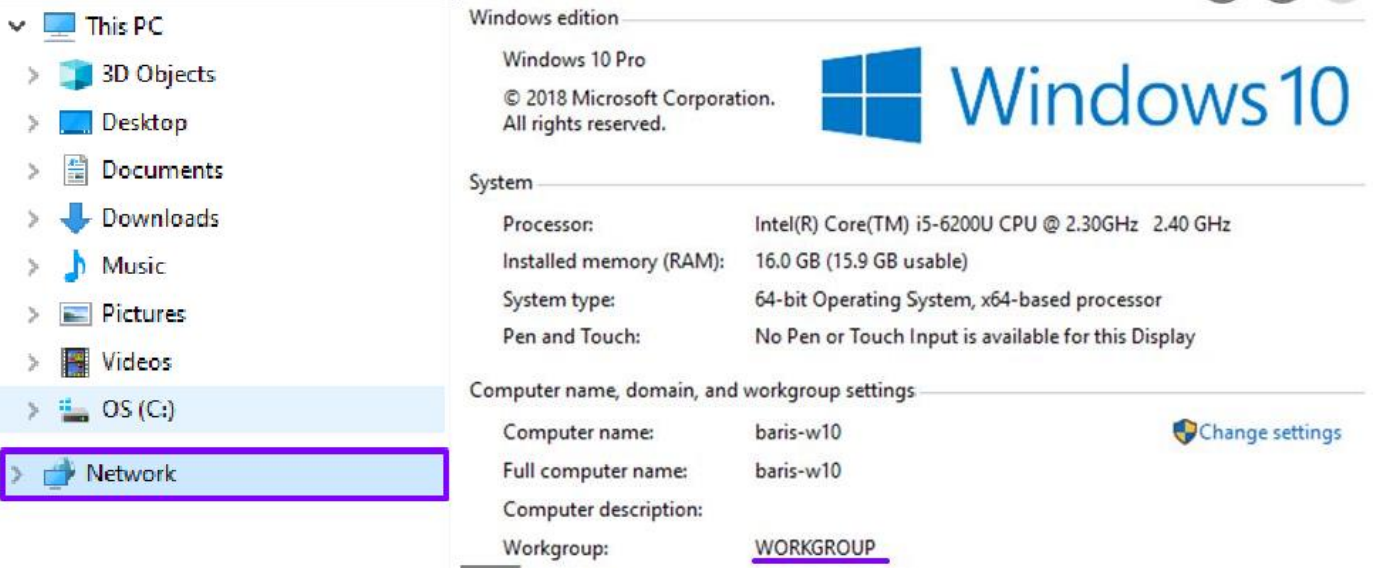 This PC
3D Objects
Desktop
Documents
Downloads
Music
Pictures
Videos
OS (C:)
Network
Windows edition
Windows 10 Pro
© 2018 Microsoft Corporation.
All rights reserved.
Windows 10
System
Processor: Intel(R) Core(TM) i5-6200U CPU @ 2.30GHz 2.40 GHz
Installed memory (RAM): 16.0 GB (15.9 GB usable)
System type: 64-bit Operating System, x64-based processor
Pen and Touch: No Pen or Touch Input is available for this Display
Computer name, domain, and workgroup settings
Computer name: baris-w10
Change settings
Full computer name: baris-w10
Computer description:
Workgroup: WORKGROUP